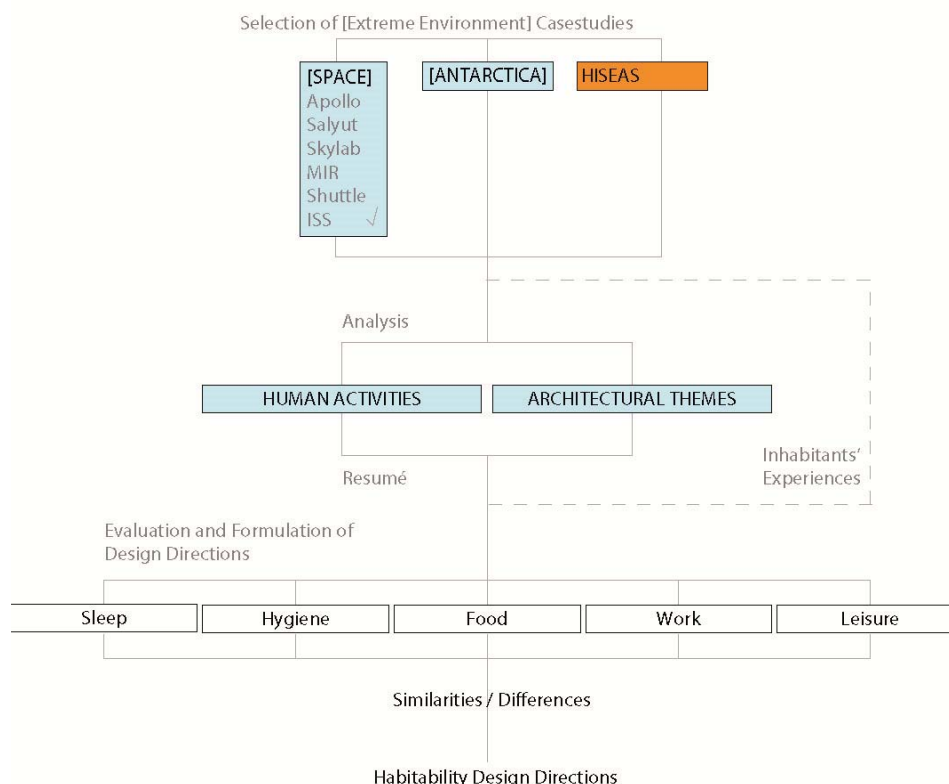 Selection of [Extreme Environment] Casestudies
[SPACE]
Apollo
Salyut
Skylab
MIR
Shuttle
ISS √
[ANTARCTICA]
HISEAS
Analysis
HUMAN ACTIVITIES
ARCHITECTURAL THEMES
Resumé
Inhabitants'
Experiences
Evaluation and Formulation of
Design Directions
Sleep
Hygiene
Food
Work
Leisure
Similarities / Differences
Habitability Design Directions